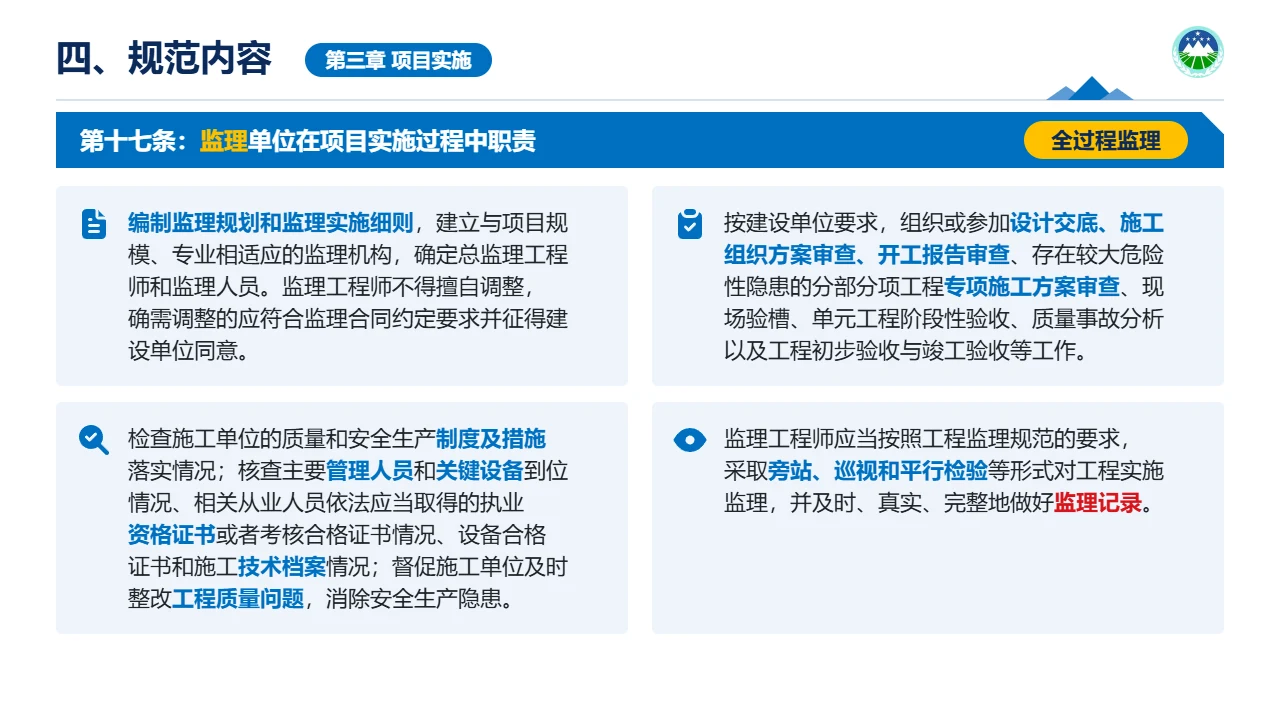 四、规范内容
第三章 项目实施
第十七条：监理单位在项目实施过程中职责
全过程监理
编制监理规划和监理实施细则，建立与项目规
模、专业相适应的监理机构，确定总监理工程
师和监理人员。监理工程师不得擅自调整，
确需调整的应符合监理合同约定要求并征得建
设单位同意。
按建设单位要求，组织或参加设计交底、施工
组织方案审查、开工报告审查、存在较大危险
性隐患的分部分项工程专项施工方案审查、现
场验槽、单元工程阶段性验收、质量事故分析
以及工程初步验收与竣工验收等工作。
检查施工单位的质量和安全生产制度及措施
落实情况；核查主要管理人员和关键设备到位
情况、相关从业人员依法应当取得的执业
资格证书或者考核合格证书情况、设备合格
证书和施工技术档案情况；督促施工单位及时
整改工程质量问题，消除安全生产隐患。
监理工程师应当按照工程监理规范的要求，
采取旁站、巡视和平行检验等形式对工程实施
监理，并及时、真实、完整地做好监理记录。